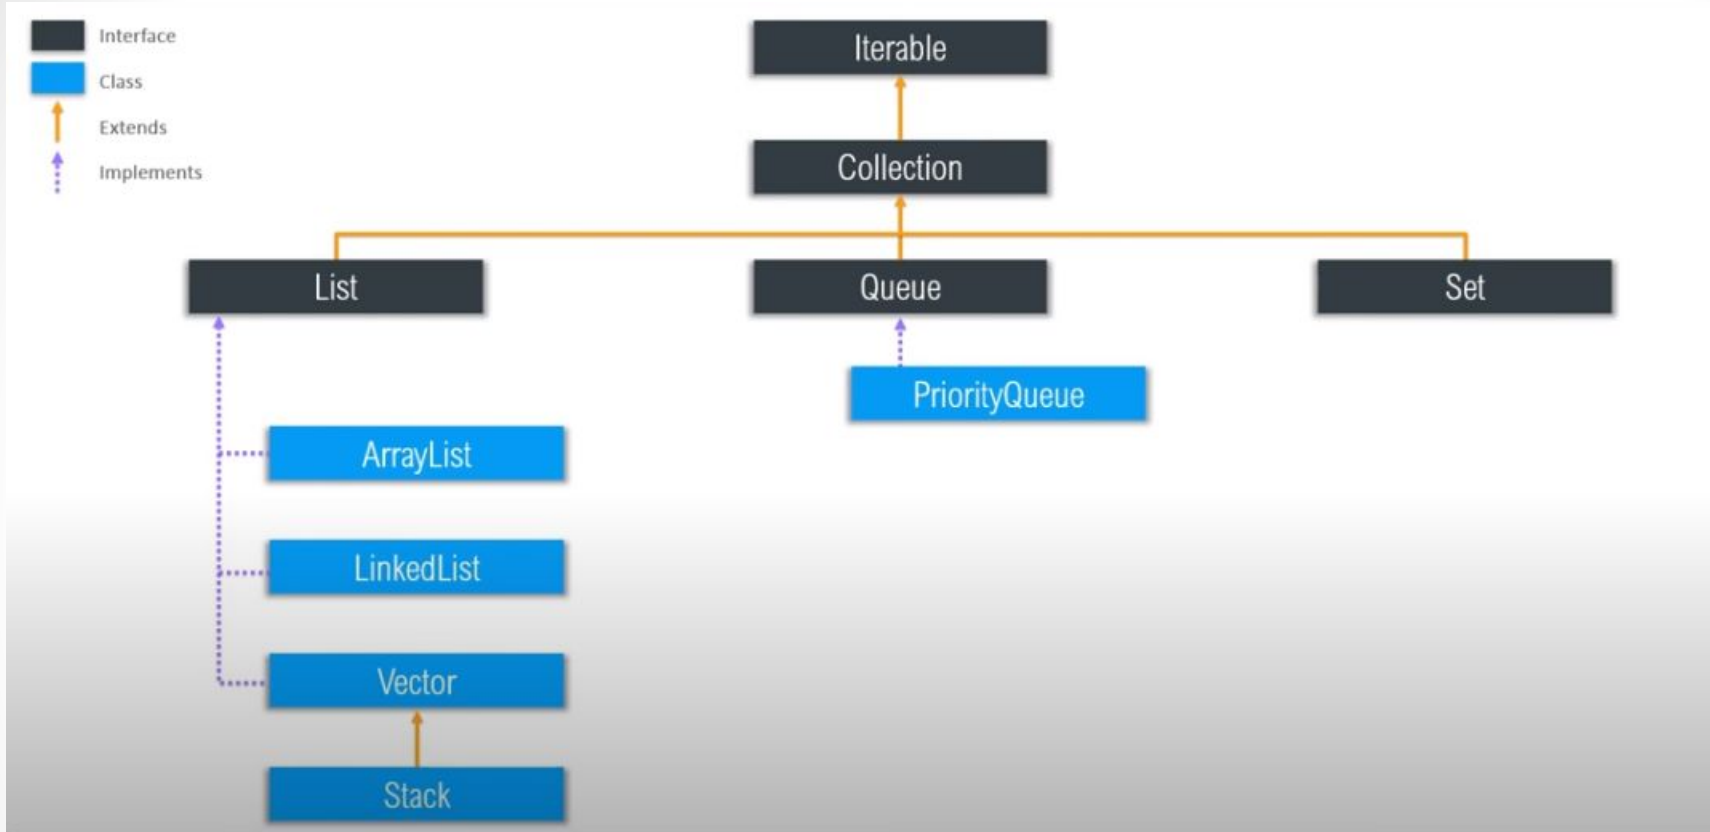 Interface
Class
Extends
Implements
Iterable
Collection
List
Queue
Set
PriorityQueue
ArrayList
LinkedList
Vector
Stack